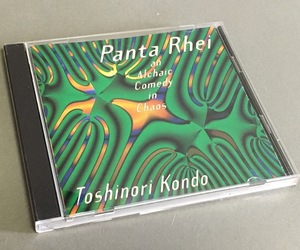 Panta Rhei
an
Alchaic
Comedy
in
Chaos
Toshinori Kondo